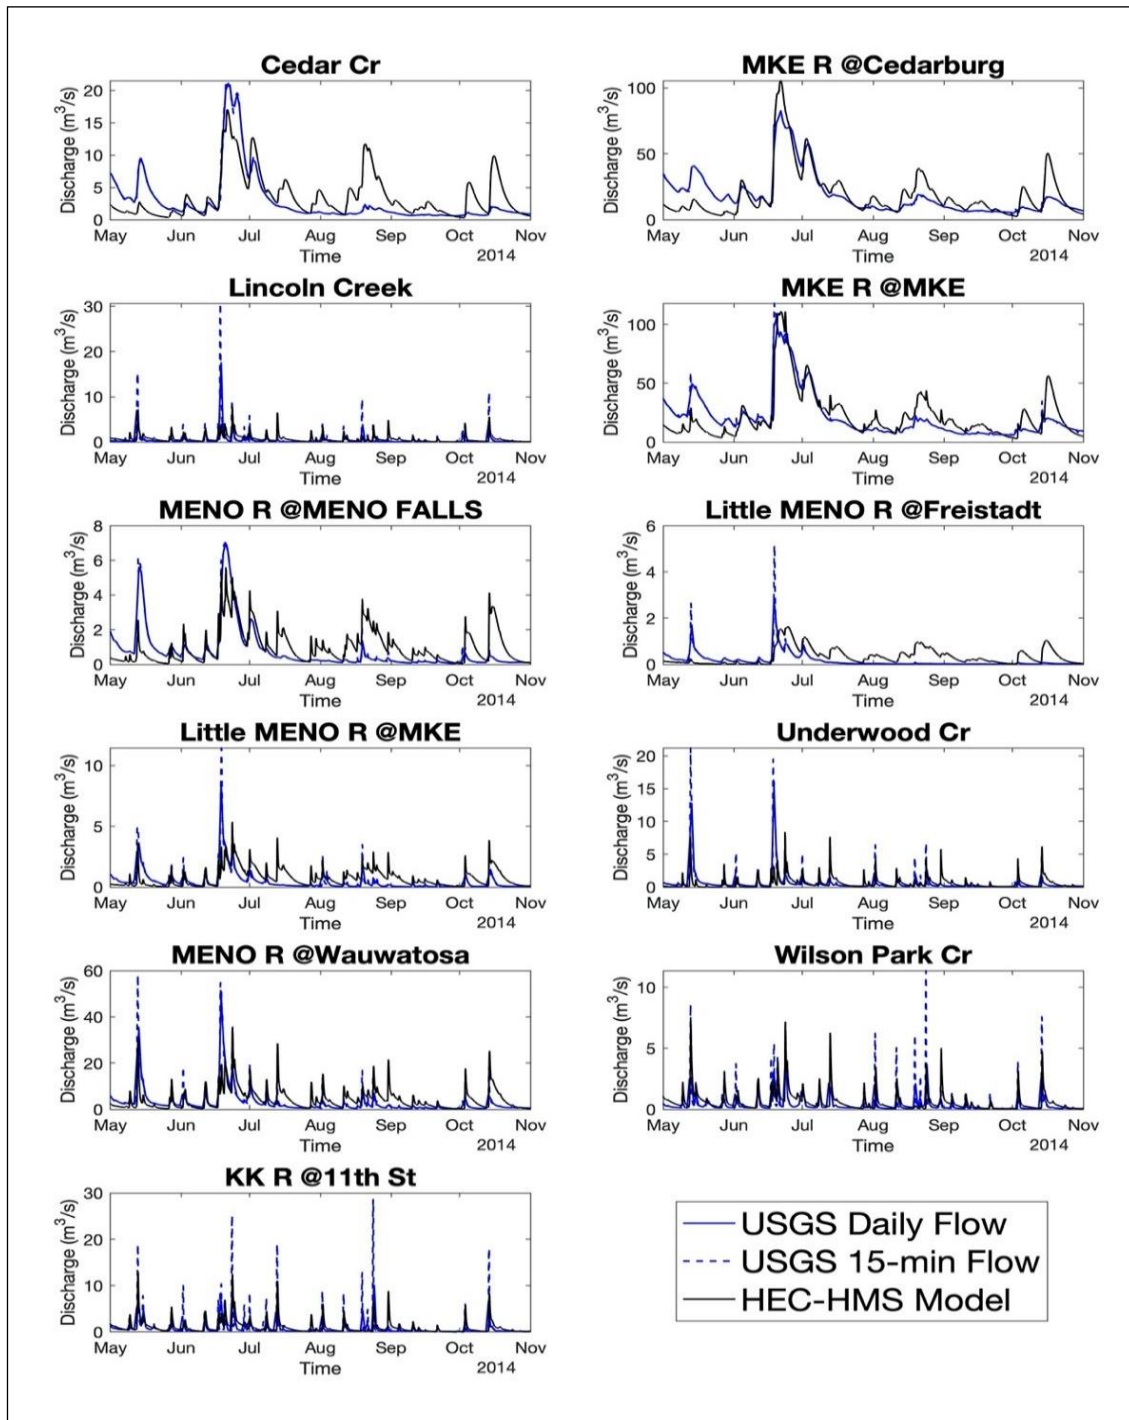 Cedar Cr
Discharge (m³/s)
20
15
10
5
0
May Jun Jul Aug Sep Oct Nov
Time 2014
MKE R @Cedarburg
Discharge (m³/s)
100
50
0
May Jun Jul Aug Sep Oct Nov
Time 2014
Lincoln Creek
Discharge (m³/s)
30
20
10
0
May Jun Jul Aug Sep Oct Nov
Time 2014
MKE R @MKE
Discharge (m³/s)
100
50
0
May Jun Jul Aug Sep Oct Nov
Time 2014
MENO R @MENO FALLS
Discharge (m³/s)
8
6
4
2
0
May Jun Jul Aug Sep Oct Nov
Time 2014
Little MENO R @Freistadt
Discharge (m³/s)
6
4
2
0
May Jun Jul Aug Sep Oct Nov
Time 2014
Little MENO R @MKE
Discharge (m³/s)
10
5
0
May Jun Jul Aug Sep Oct Nov
Time 2014
Underwood Cr
Discharge (m³/s)
20
15
10
5
0
May Jun Jul Aug Sep Oct Nov
Time 2014
MENO R @Wauwatosa
Discharge (m³/s)
60
40
20
0
May Jun Jul Aug Sep Oct Nov
Time 2014
Wilson Park Cr
Discharge (m³/s)
10
5
0
May Jun Jul Aug Sep Oct Nov
Time 2014
KK R @11th St
Discharge (m³/s)
30
20
10
0
May Jun Jul Aug Sep Oct Nov
Time 2014
USGS Daily Flow
USGS 15-min Flow
HEC-HMS Model